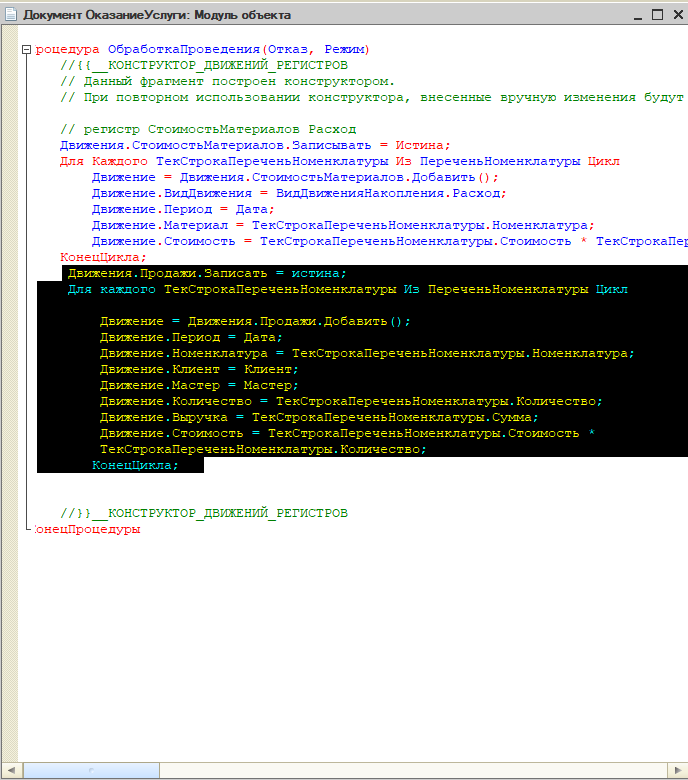 Документ ОказаниеУслуги: Модуль объекта
роцедура ОбработкаПроведения(Отказ, Режим)
//{{__КОНСТРУКТОР_ДВИЖЕНИЙ_РЕГИСТРОВ
// Данный фрагмент построен конструктором.
// При повторном использовании конструктора, внесенные вручную изменения будут
// регистр СтоимостьМатериалов Расход
Движения.СтоимостьМатериалов.Записывать = Истина;
Для Каждого ТекСтрокаПереченьНоменклатуры Из ПереченьНоменклатуры Цикл
Движение = Движения.СтоимостьМатериалов.Добавить();
Движение.ВидДвижения = ВидДвиженияНакопления.Расход;
Движение.Период = Дата;
Движение.Материал = ТекСтрокаПереченьНоменклатуры.Номенклатура;
Движение.Стоимость = ТекСтрокаПереченьНоменклатуры.Стоимость * ТекСтрокаПер
КонецЦикла;
Движения.Продажи.Записать = истина;
Для каждого ТекСтрокаПереченьНоменклатуры Из ПереченьНоменклатуры Цикл
Движение = Движения.Продажи.Добавить();
Движение.Период = Дата;
Движение.Номенклатура = ТекСтрокаПереченьНоменклатуры.Номенклатура;
Движение.Клиент = Клиент;
Движение.Мастер = Мастер;
Движение.Количество = ТекСтрокаПереченьНоменклатуры.Количество;
Движение.Выручка = ТекСтрокаПереченьНоменклатуры.Сумма;
Движение.Стоимость = ТекСтрокаПереченьНоменклатуры.Стоимость *
ТекСтрокаПереченьНоменклатуры.Количество;
КонецЦикла;
//}}__КОНСТРУКТОР_ДВИЖЕНИЙ_РЕГИСТРОВ
онецПроцедуры